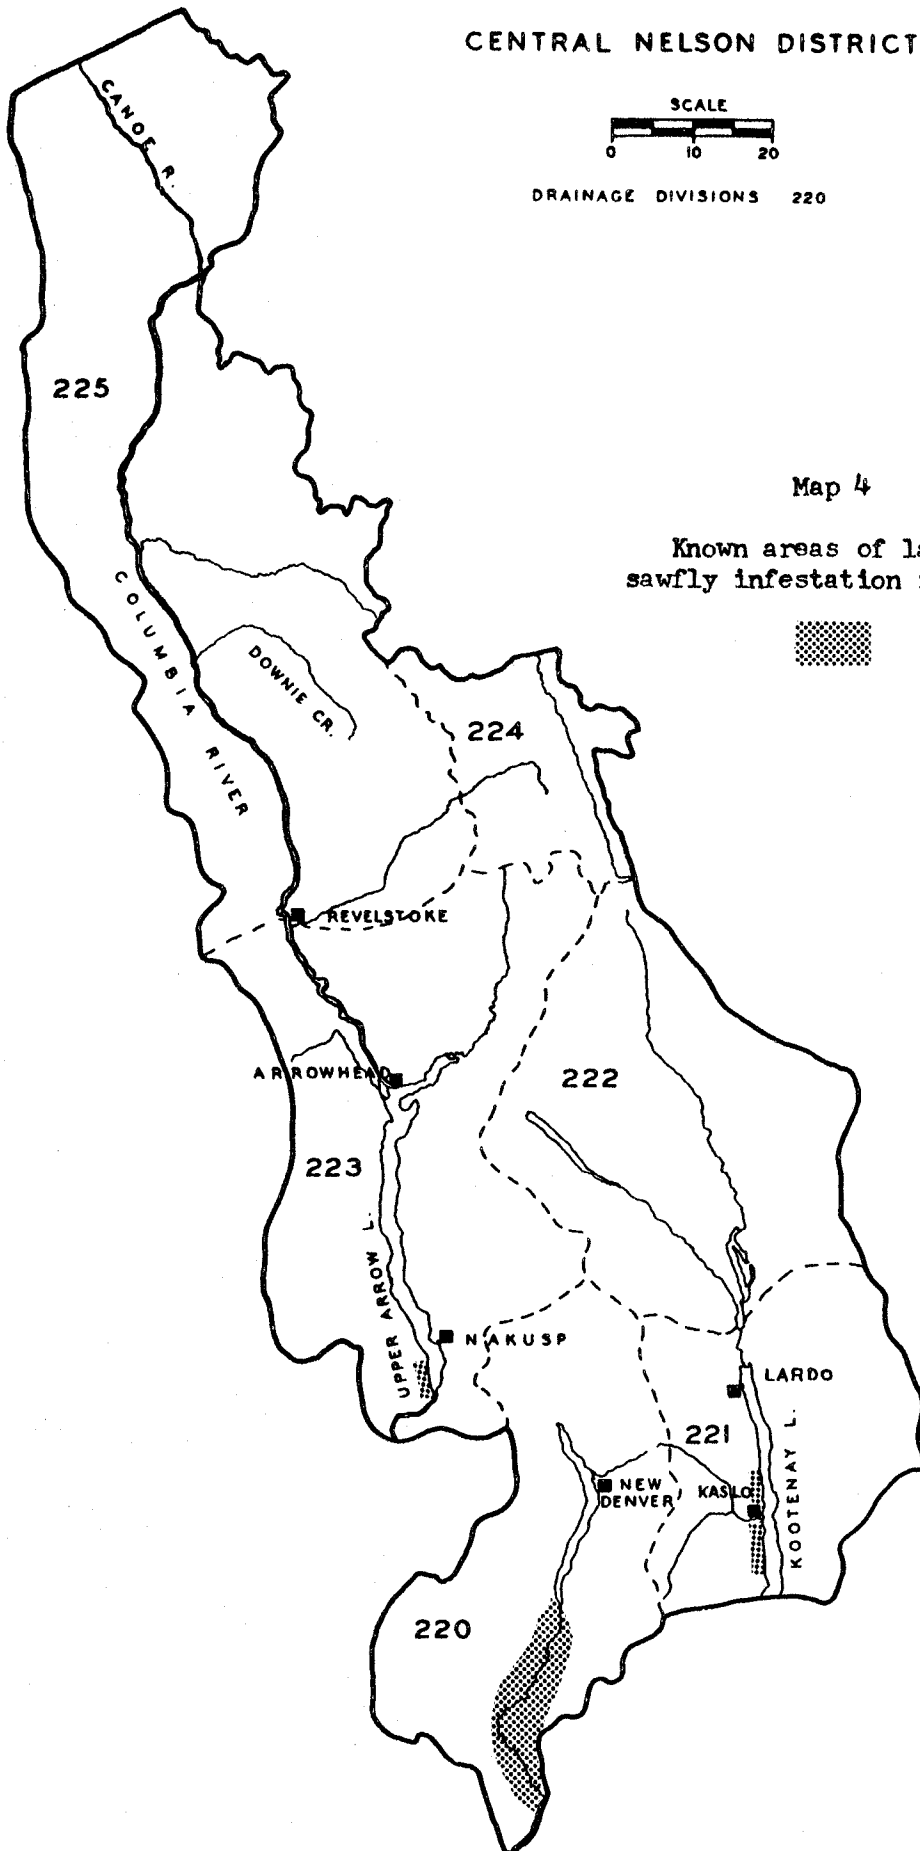 CENTRAL NELSON DISTRICT
SCALE
0 10 20
DRAINAGE DIVISIONS 220
CANOE R.
225
Map 4
Known areas of
sawfly infestation
COLUMBIA RIVER
DOWNIE CR.
224
REVELSTOKE
ARROWHEAD
222
223
UPPER ARROW L.
NAKUSP
LARDO
221
NEW
DENVER
KASLO
KOOTENAY L.
220